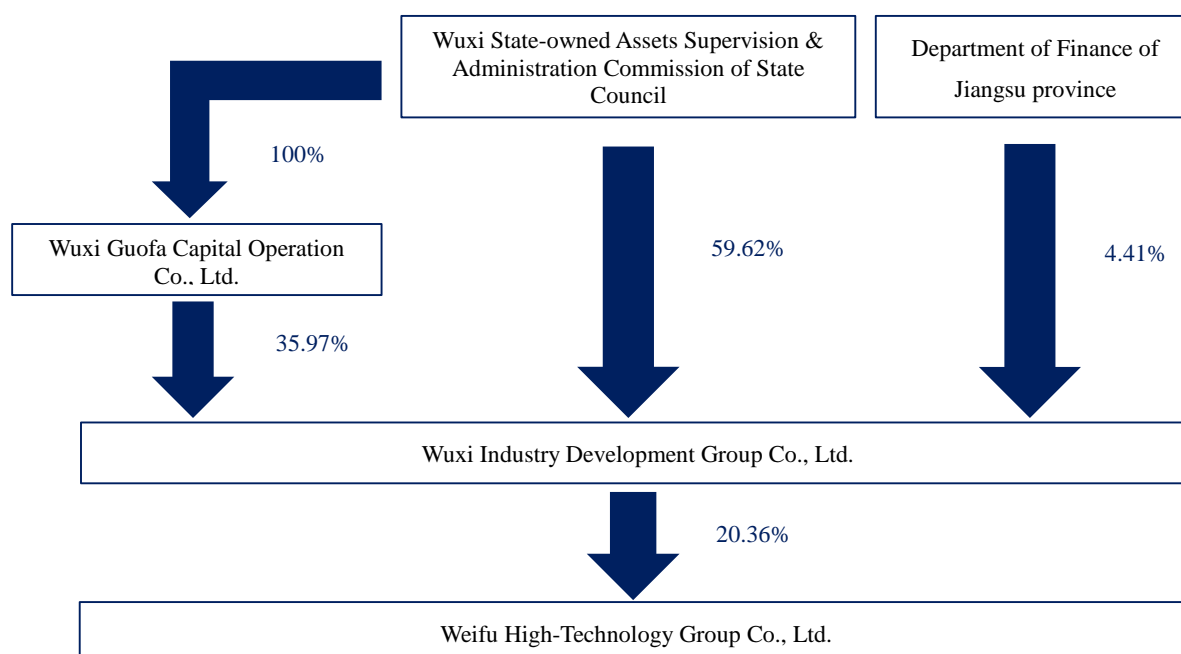 Wuxi State-owned Assets Supervision &
Administration Commission of State
Council
Department of Finance of
Jiangsu province
100%
Wuxi Guofa Capital Operation
Co., Ltd.
59.62%
4.41%
35.97%
Wuxi Industry Development Group Co., Ltd.
20.36%
Weifu High-Technology Group Co., Ltd.